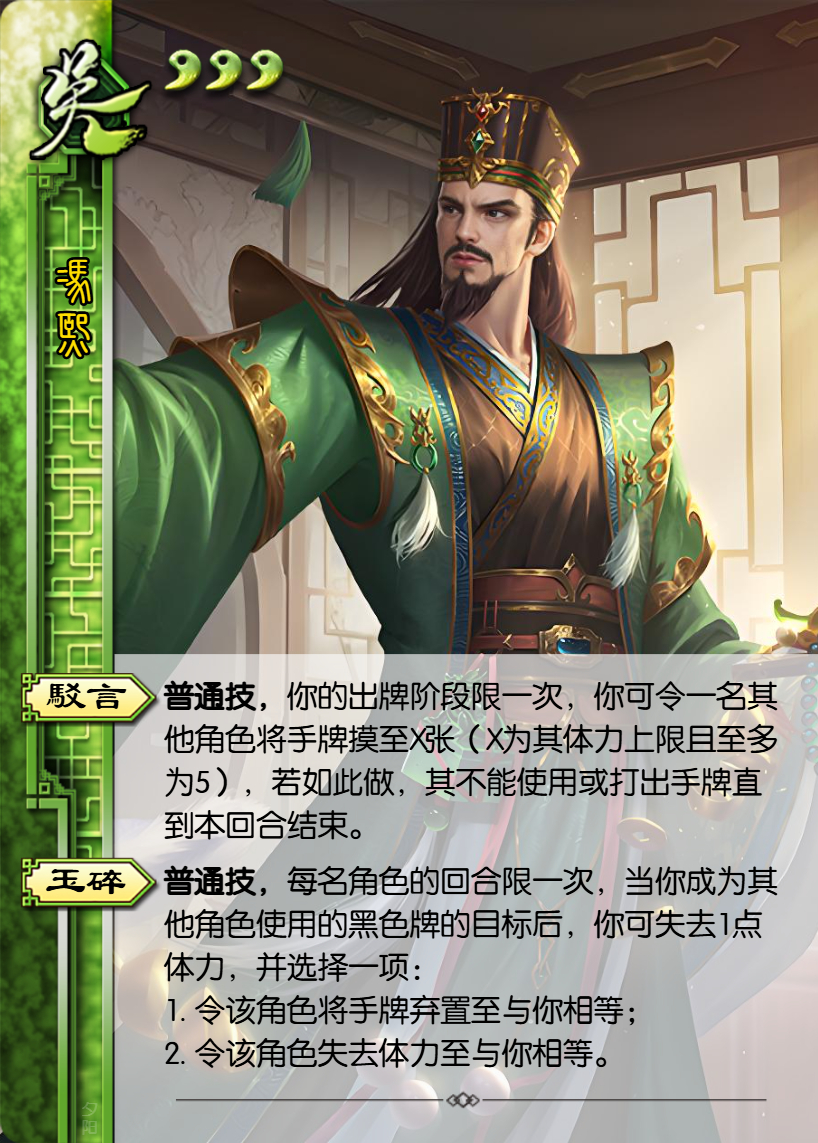 吴
馮熙
駁言
普通技，你的出牌阶段限一次，你可令一名其
他角色将手牌摸至X张（X为其体力上限且至多
为5），若如此做，其不能使用或打出手牌直
到本回合结束。
玉碎
普通技，每名角色的回合限一次，当你成为其
他角色使用的黑色牌的目标后，你可失去1点
体力，并选择一项：
1. 令该角色将手牌弃置至与你相等；
2. 令该角色失去体力至与你相等。
夕阳